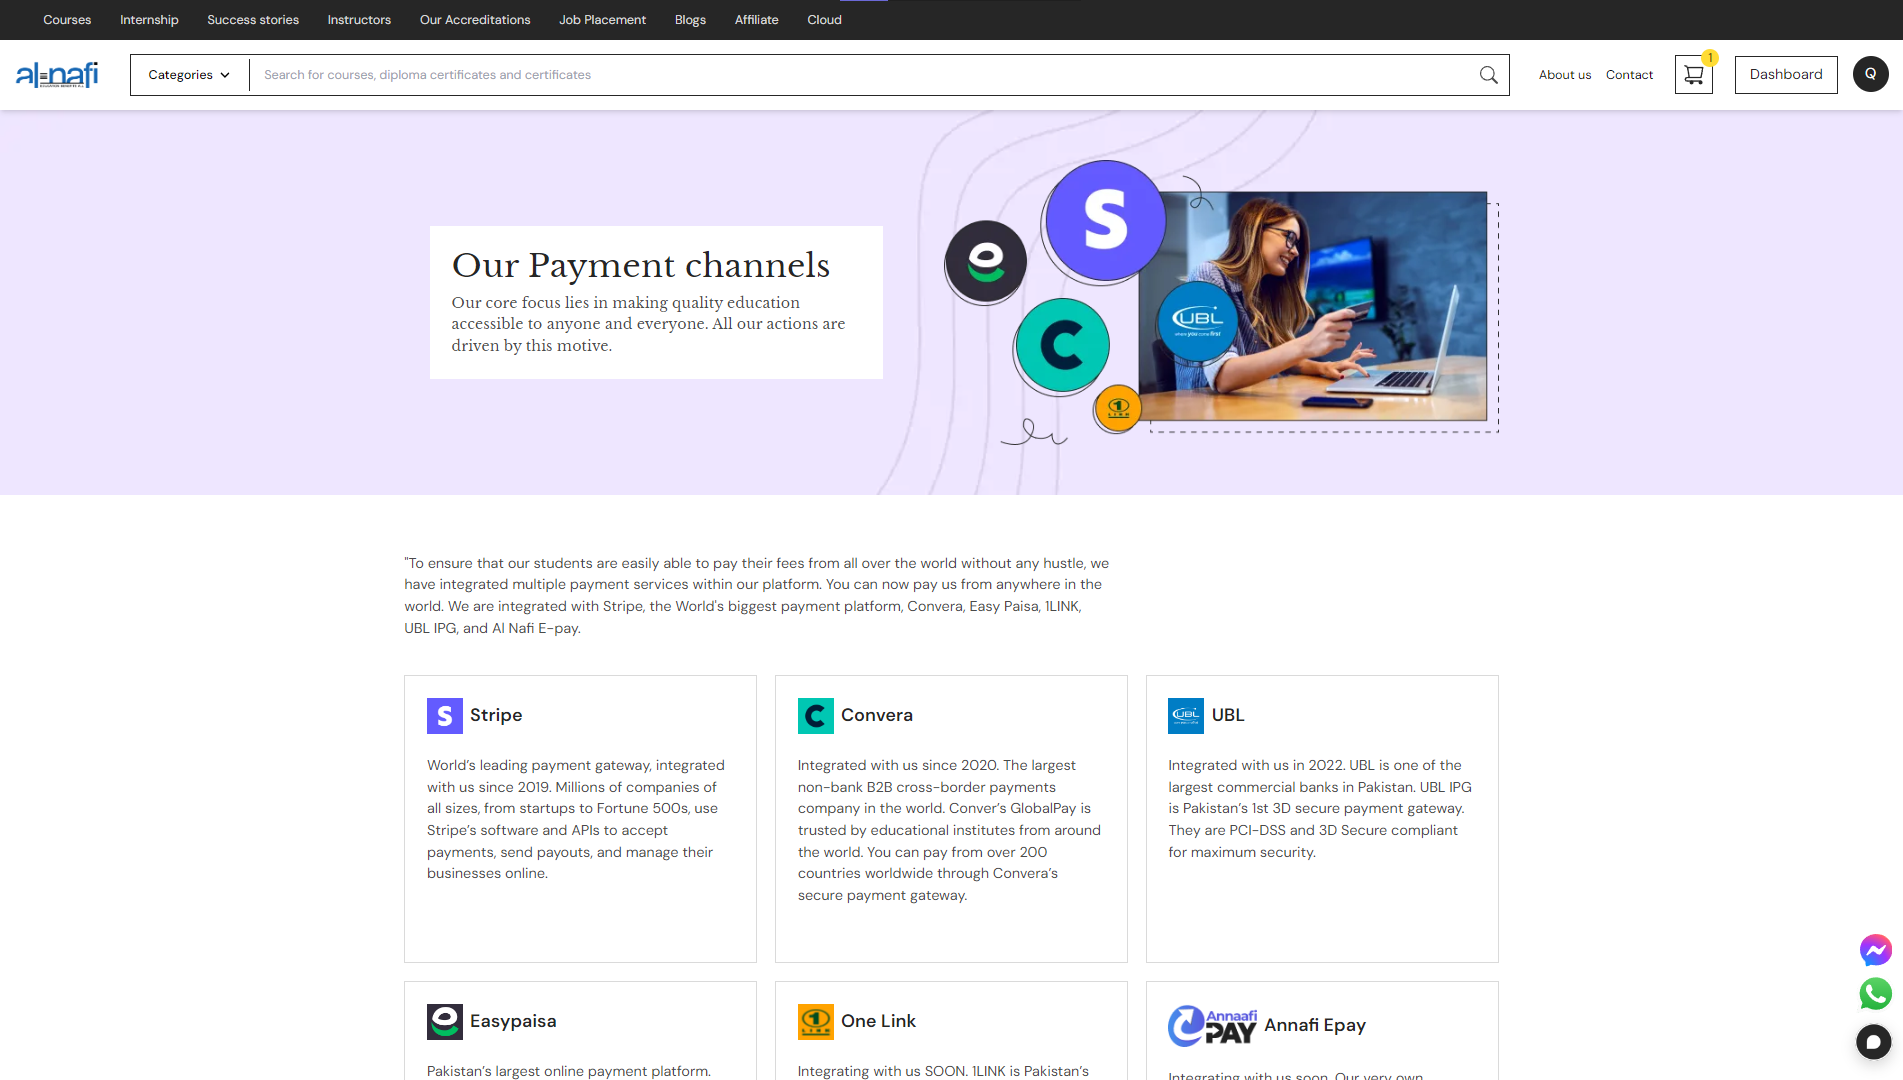 Courses Internship Success stories Instructors Our Accreditations Job Placement Blogs Affiliate Cloud
al-nafi Categories Search for courses, diploma certificates and certificates About us Contact 1 Dashboard Q
Our Payment channels
Our core focus lies in making quality education
accessible to anyone and everyone. All our actions are
driven by this motive.
S
e
C
UBL
where you come first
1
LINK
"To ensure that our students are easily able to pay their fees from all over the world without any hustle, we
have integrated multiple payment services within our platform. You can now pay us from anywhere in the
world. We are integrated with Stripe, the World's biggest payment platform, Convera, Easy Paisa, 1LINK,
UBL IPG, and Al Nafi E-pay.
S Stripe
World’s leading payment gateway, integrated
with us since 2019. Millions of companies of
all sizes, from startups to Fortune 500s, use
Stripe’s software and APIs to accept
payments, send payouts, and manage their
businesses online.
C Convera
Integrated with us since 2020. The largest
non-bank B2B cross-border payments
company in the world. Conver’s GlobalPay is
trusted by educational institutes from around
the world. You can pay from over 200
countries worldwide through Convera’s
secure payment gateway.
UBL UBL
Integrated with us in 2022. UBL is one of the
largest commercial banks in Pakistan. UBL IPG
is Pakistan’s 1st 3D secure payment gateway.
They are PCI-DSS and 3D Secure compliant
for maximum security.
e Easypaisa
Pakistan’s largest online payment platform.
1 LINK One Link
Integrating with us SOON. 1LINK is Pakistan’s
Annaafi PAY Annafi Epay
Integrating with us soon. Our very own